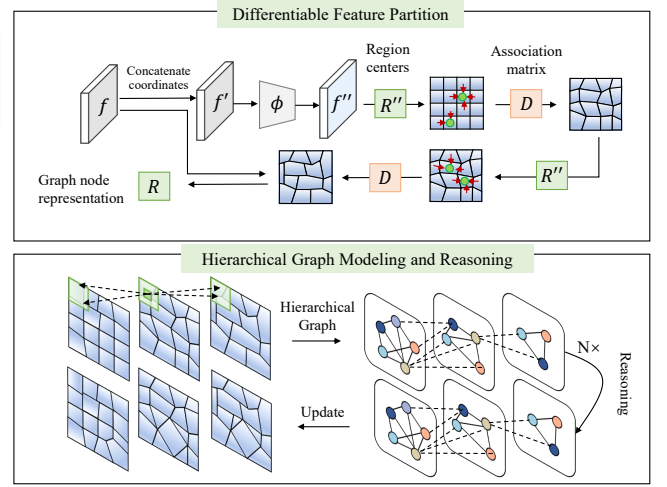 Differentiable Feature Partition
Concatenate
coordinates
Region
centers
Association
matrix
f
f′
ϕ
f″
R″
D
R″
D
Graph node
representation
R
Hierarchical Graph Modeling and Reasoning
Hierarchical
Graph
N×
Reasoning
Update